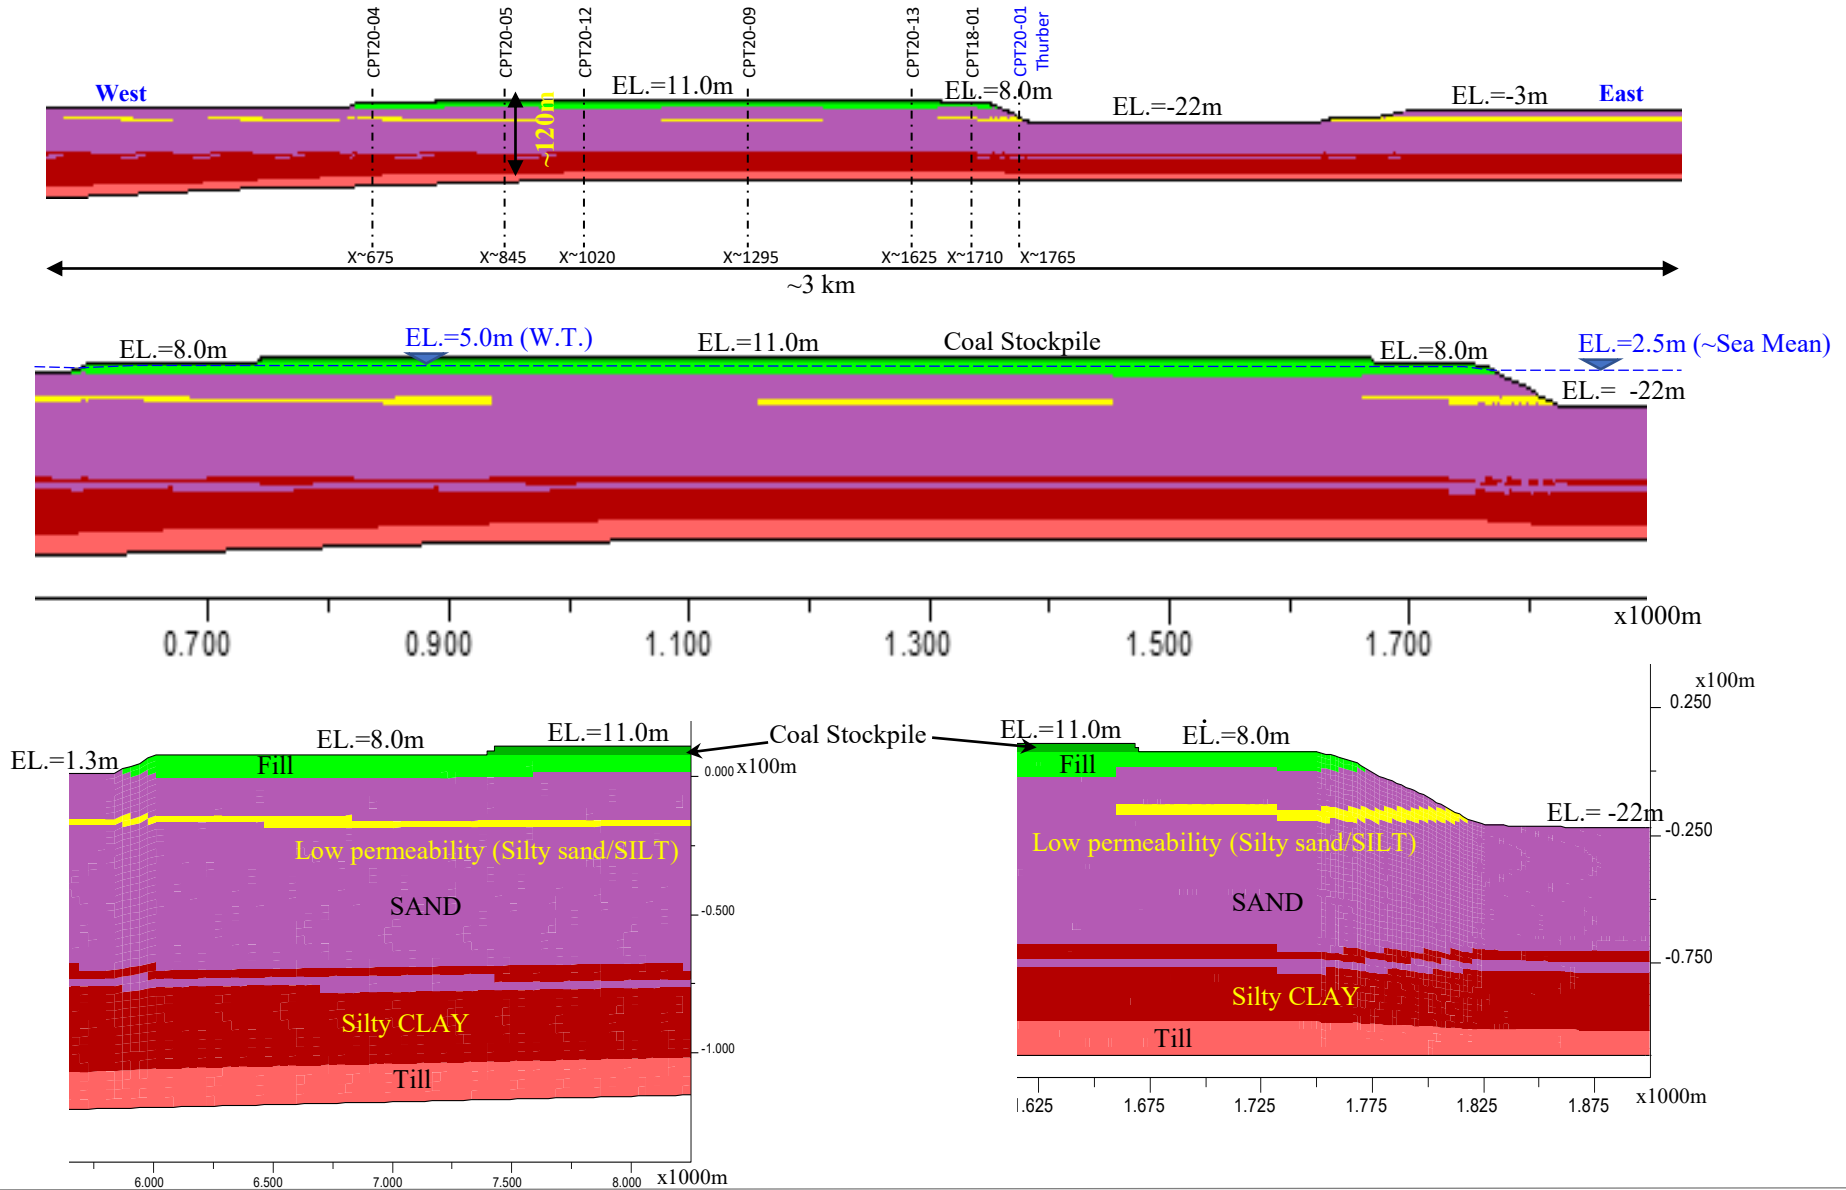 CPT20-04
CPT20-05
CPT20-12
CPT20-09
CPT20-13
CPT18-01
CPT20-01
Thurber
West
EL.=11.0m
EL.=8.0m
EL.=-22m
EL.=-3m
East
~120m
X~675
X~845
X~1020
X~1295
X~1625
X~1710
X~1765
~3 km
EL.=8.0m
EL.=5.0m (W.T.)
EL.=11.0m
Coal Stockpile
EL.=8.0m
EL.=2.5m (~Sea Mean)
EL.= -22m
x1000m
0.700
0.900
1.100
1.300
1.500
1.700
EL.=1.3m
EL.=8.0m
EL.=11.0m
Fill
Coal Stockpile
0.000
x100m
Low permeability (Silty sand/SILT)
SAND
-0.500
Silty CLAY
-1.000
Till
6.000
6.500
7.000
7.500
8.000
x1000m
EL.=11.0m
EL.=8.0m
x100m
0.250
Fill
EL.= -22m
-0.250
Low permeability (Silty sand/SILT)
SAND
-0.750
Silty CLAY
Till
1.625
1.675
1.725
1.775
1.825
1.875
x1000m